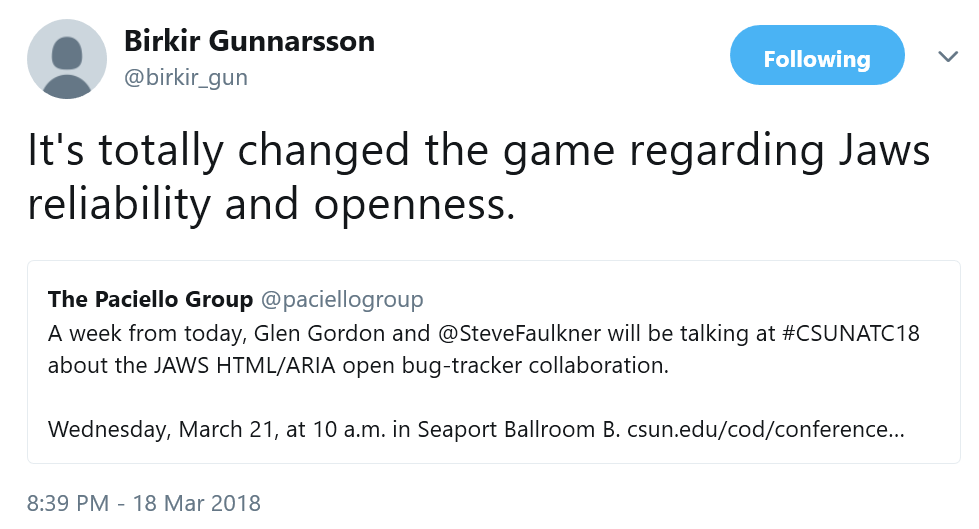 Birkir Gunnarsson
@birkir_gun
Following
It's totally changed the game regarding Jaws
reliability and openness.
The Paciello Group @paciellogroup
A week from today, Glen Gordon and @SteveFaulkner will be talking at #CSUNATC18
about the JAWS HTML/ARIA open bug-tracker collaboration.
Wednesday, March 21, at 10 a.m. in Seaport Ballroom B. csun.edu/cod/conference…
8:39 PM - 18 Mar 2018